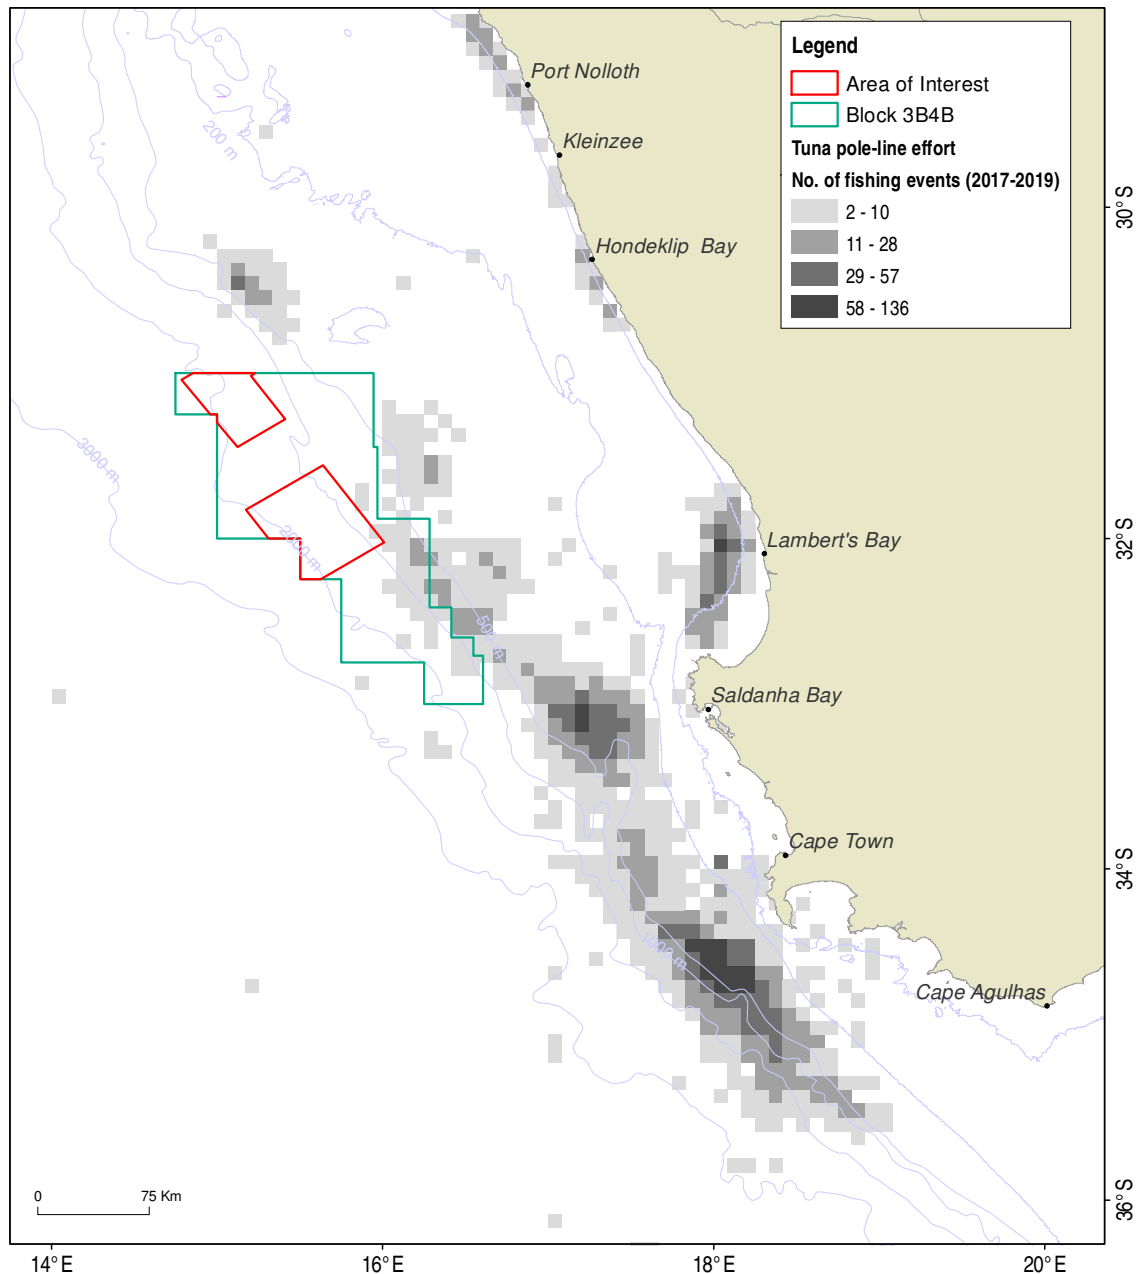 Legend
Area of Interest
Block 3B4B
Tuna pole-line effort
No. of fishing events (2017-2019)
2 - 10
11 - 28
29 - 57
58 - 136
Port Nolloth
Kleinzee
200 m
30°S
Hondeklip Bay
3000 m
2000 m
Lambert's Bay
32°S
500 m
Saldanha Bay
Cape Town
34°S
1000 m
Cape Agulhas
36°S
0 75 Km
14°E 16°E 18°E 20°E